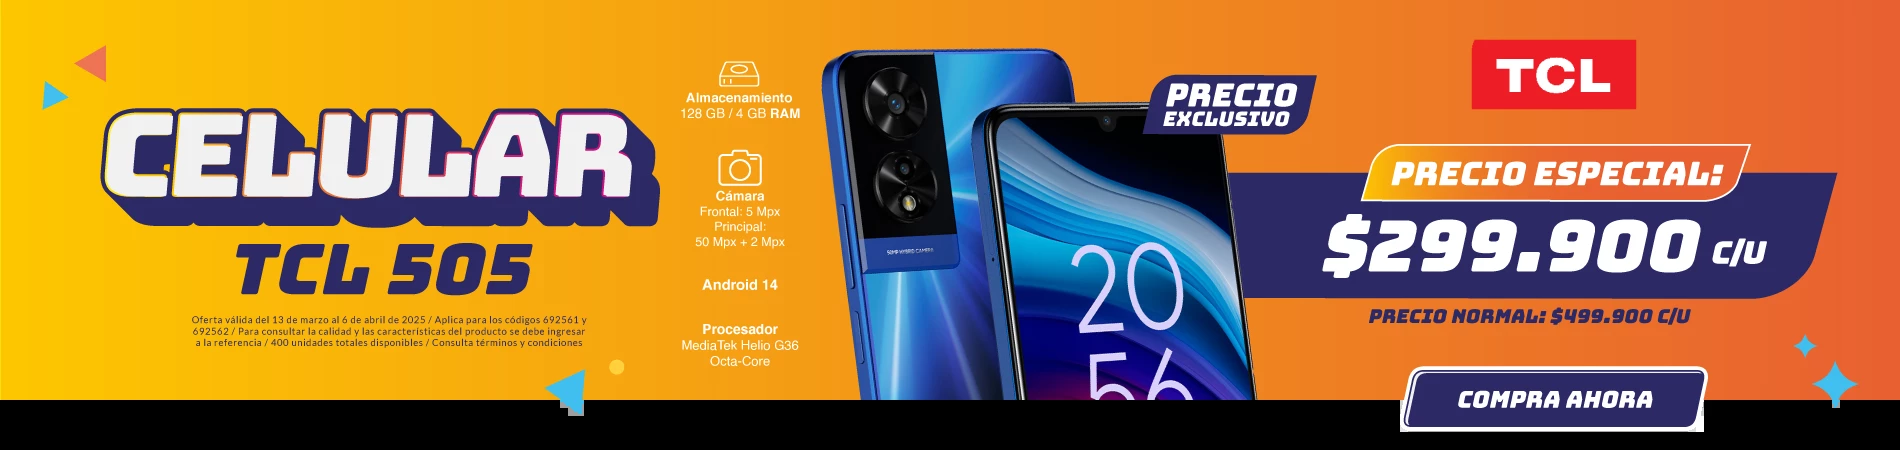 CELULAR
TCL 505
Oferta válida del 13 de marzo al 6 de abril de 2025 / Aplica para los códigos 692561 y
692562 / Para consultar la calidad y las características del producto se debe ingresar
a la referencia / 400 unidades totales disponibles / Consulta términos y condiciones
Almacenamiento
128 GB / 4 GB RAM
Cámara
Frontal: 5 Mpx
Principal:
50 Mpx + 2 Mpx
Android 14
Procesador
MediaTek Helio G36
Octa-Core
50MP HYBRID CAMERA
20
56
PRECIO
EXCLUSIVO
TCL
PRECIO ESPECIAL:
$299.900 C/U
PRECIO NORMAL: $499.900 C/U
COMPRA AHORA